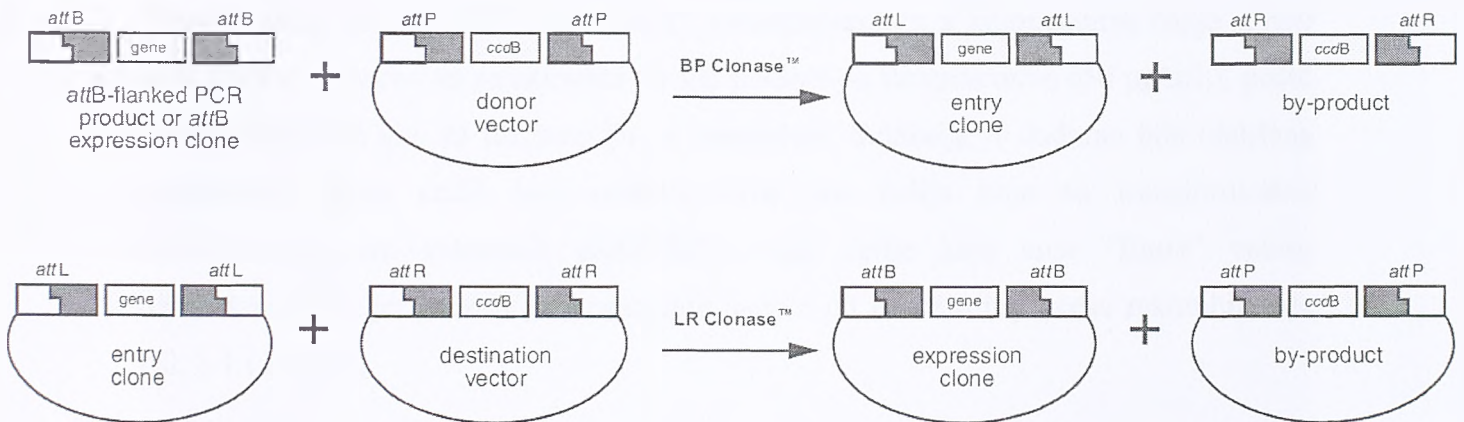 attB attB attP attP attL attL attR attR
gene ccdB gene ccdB
+ BP Clonase™ +
attB-flanked PCR
product or attB
expression clone
donor
vector
entry
clone
by-product
attL attL attR attR attB attB attP attP
gene ccdB gene ccdB
+ LR Clonase™ +
entry
clone
destination
vector
expression
clone
by-product